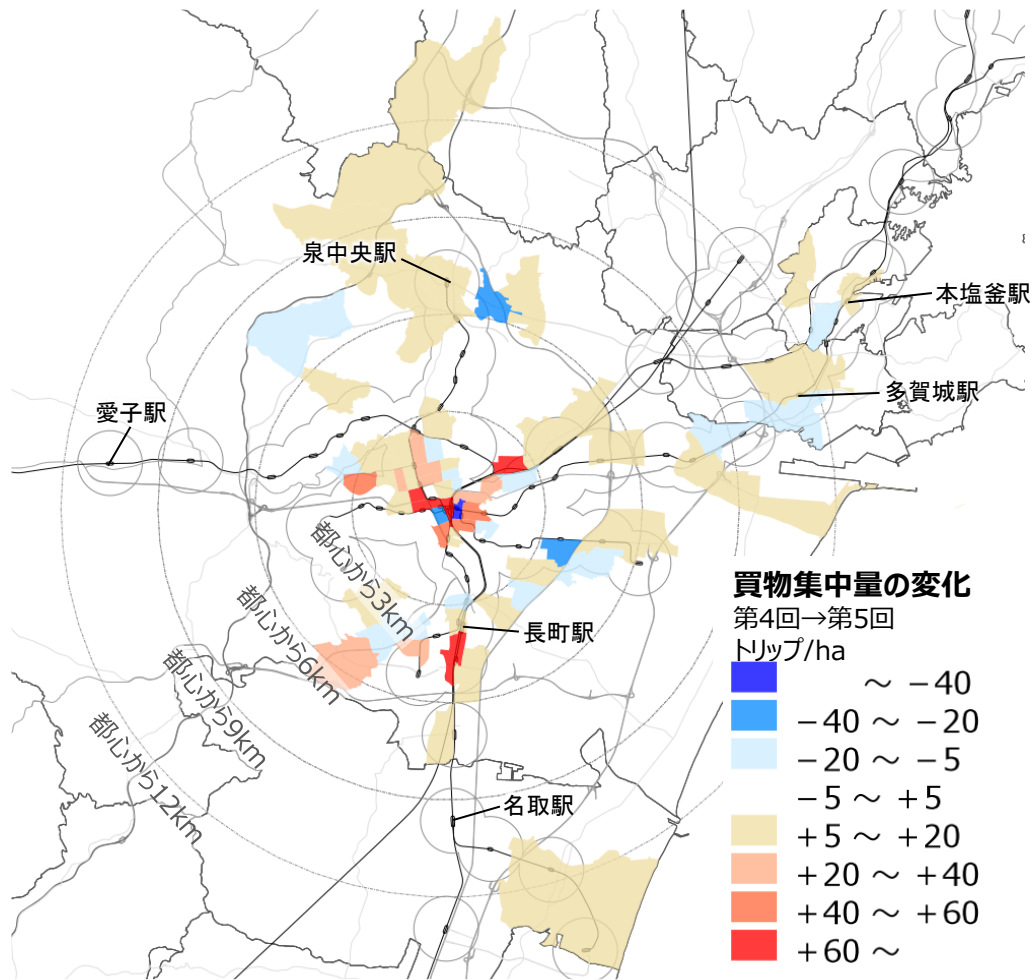 泉中央駅
本塩釜駅
多賀城駅
愛子駅
都心から3km
長町駅
都心から6km
都心から9km
都心から12km
名取駅
買物集中量の変化
第4回→第5回
トリップ/ha
～ −40
−40 ～ −20
−20 ～ −5
−5 ～ +5
+5 ～ +20
+20 ～ +40
+40 ～ +60
+60 ～